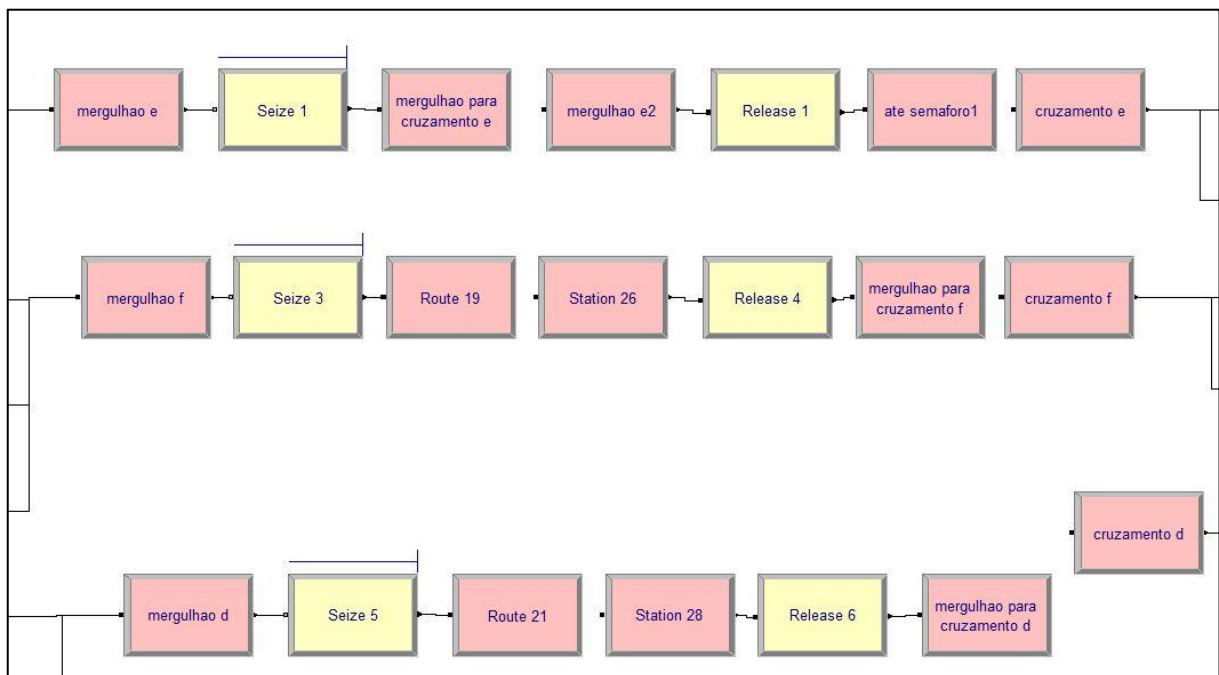 mergulhao e
Seize 1
mergulhao para
cruzamento e
mergulhao e2
Release 1
ate semaforo1
cruzamento e
mergulhao f
Seize 3
Route 19
Station 26
Release 4
mergulhao para
cruzamento f
cruzamento f
cruzamento d
mergulhao d
Seize 5
Route 21
Station 28
Release 6
mergulhao para
cruzamento d